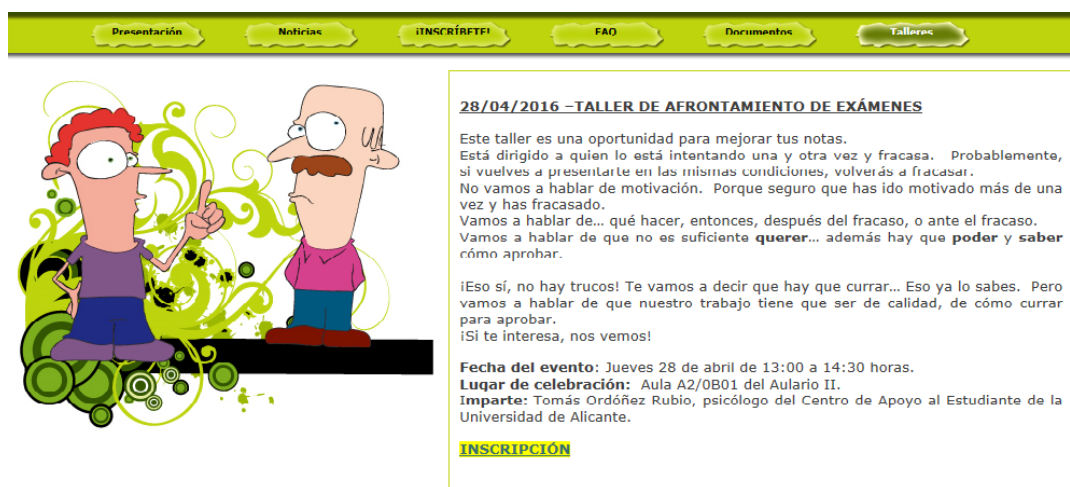 Presentación
Noticias
¡INSCRÍBETE!
FAQ
Documentos
Talleres
28/04/2016 –TALLER DE AFRONTAMIENTO DE EXÁMENES
Este taller es una oportunidad para mejorar tus notas.
Está dirigido a quien lo está intentando una y otra vez y fracasa. Probablemente,
si vuelves a presentarte en las mismas condiciones, volverás a fracasar.
No vamos a hablar de motivación. Porque seguro que has ido motivado más de una
vez y has fracasado.
Vamos a hablar de... qué hacer, entonces, después del fracaso, o ante el fracaso.
Vamos a hablar de que no es suficiente querer... además hay que poder y saber
cómo aprobar.
¡Eso sí, no hay trucos! Te vamos a decir que hay que currar... Eso ya lo sabes. Pero
vamos a hablar de que nuestro trabajo tiene que ser de calidad, de cómo currar
para aprobar.
¡Si te interesa, nos vemos!
Fecha del evento: Jueves 28 de abril de 13:00 a 14:30 horas.
Lugar de celebración: Aula A2/0B01 del Aulario II.
Imparte: Tomás Ordóñez Rubio, psicólogo del Centro de Apoyo al Estudiante de la
Universidad de Alicante.
INSCRIPCIÓN